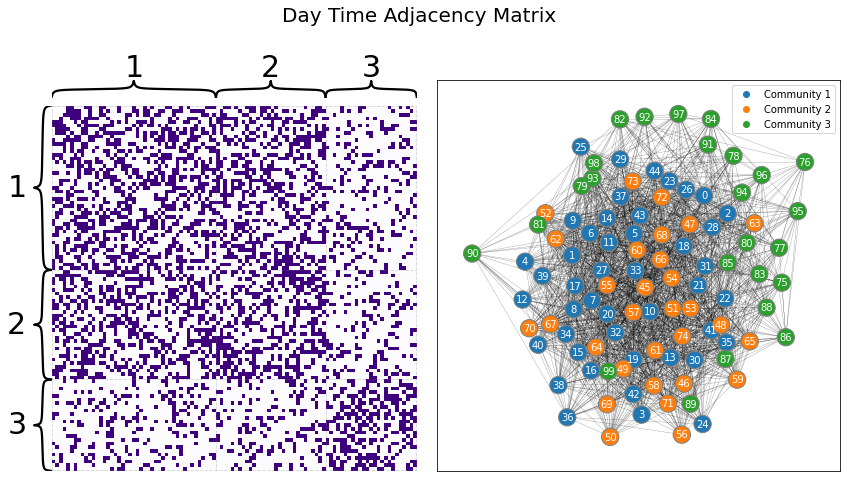 Day Time Adjacency Matrix
1 2 3
1
2
3
Community 1
Community 2
Community 3
82 92 97 84
91
25 29 98 78 76
44 96
93 79 73 23 26 0 94
37 72
52 9 14 43 47 2 63 95
81 6 5 68 28
62 11 60 18 80 77
90 4 1 66 31 85
39 27 33 54 83 75
17 55 45 21
12 7 22 88
8 20 57 10 51 53
70 67 34 32 74 41 48 86
40 64 35 65
15 19 61 13 30 87
16 99 49 59
38 58 46
42
69 71 89
36 3 24
50 56